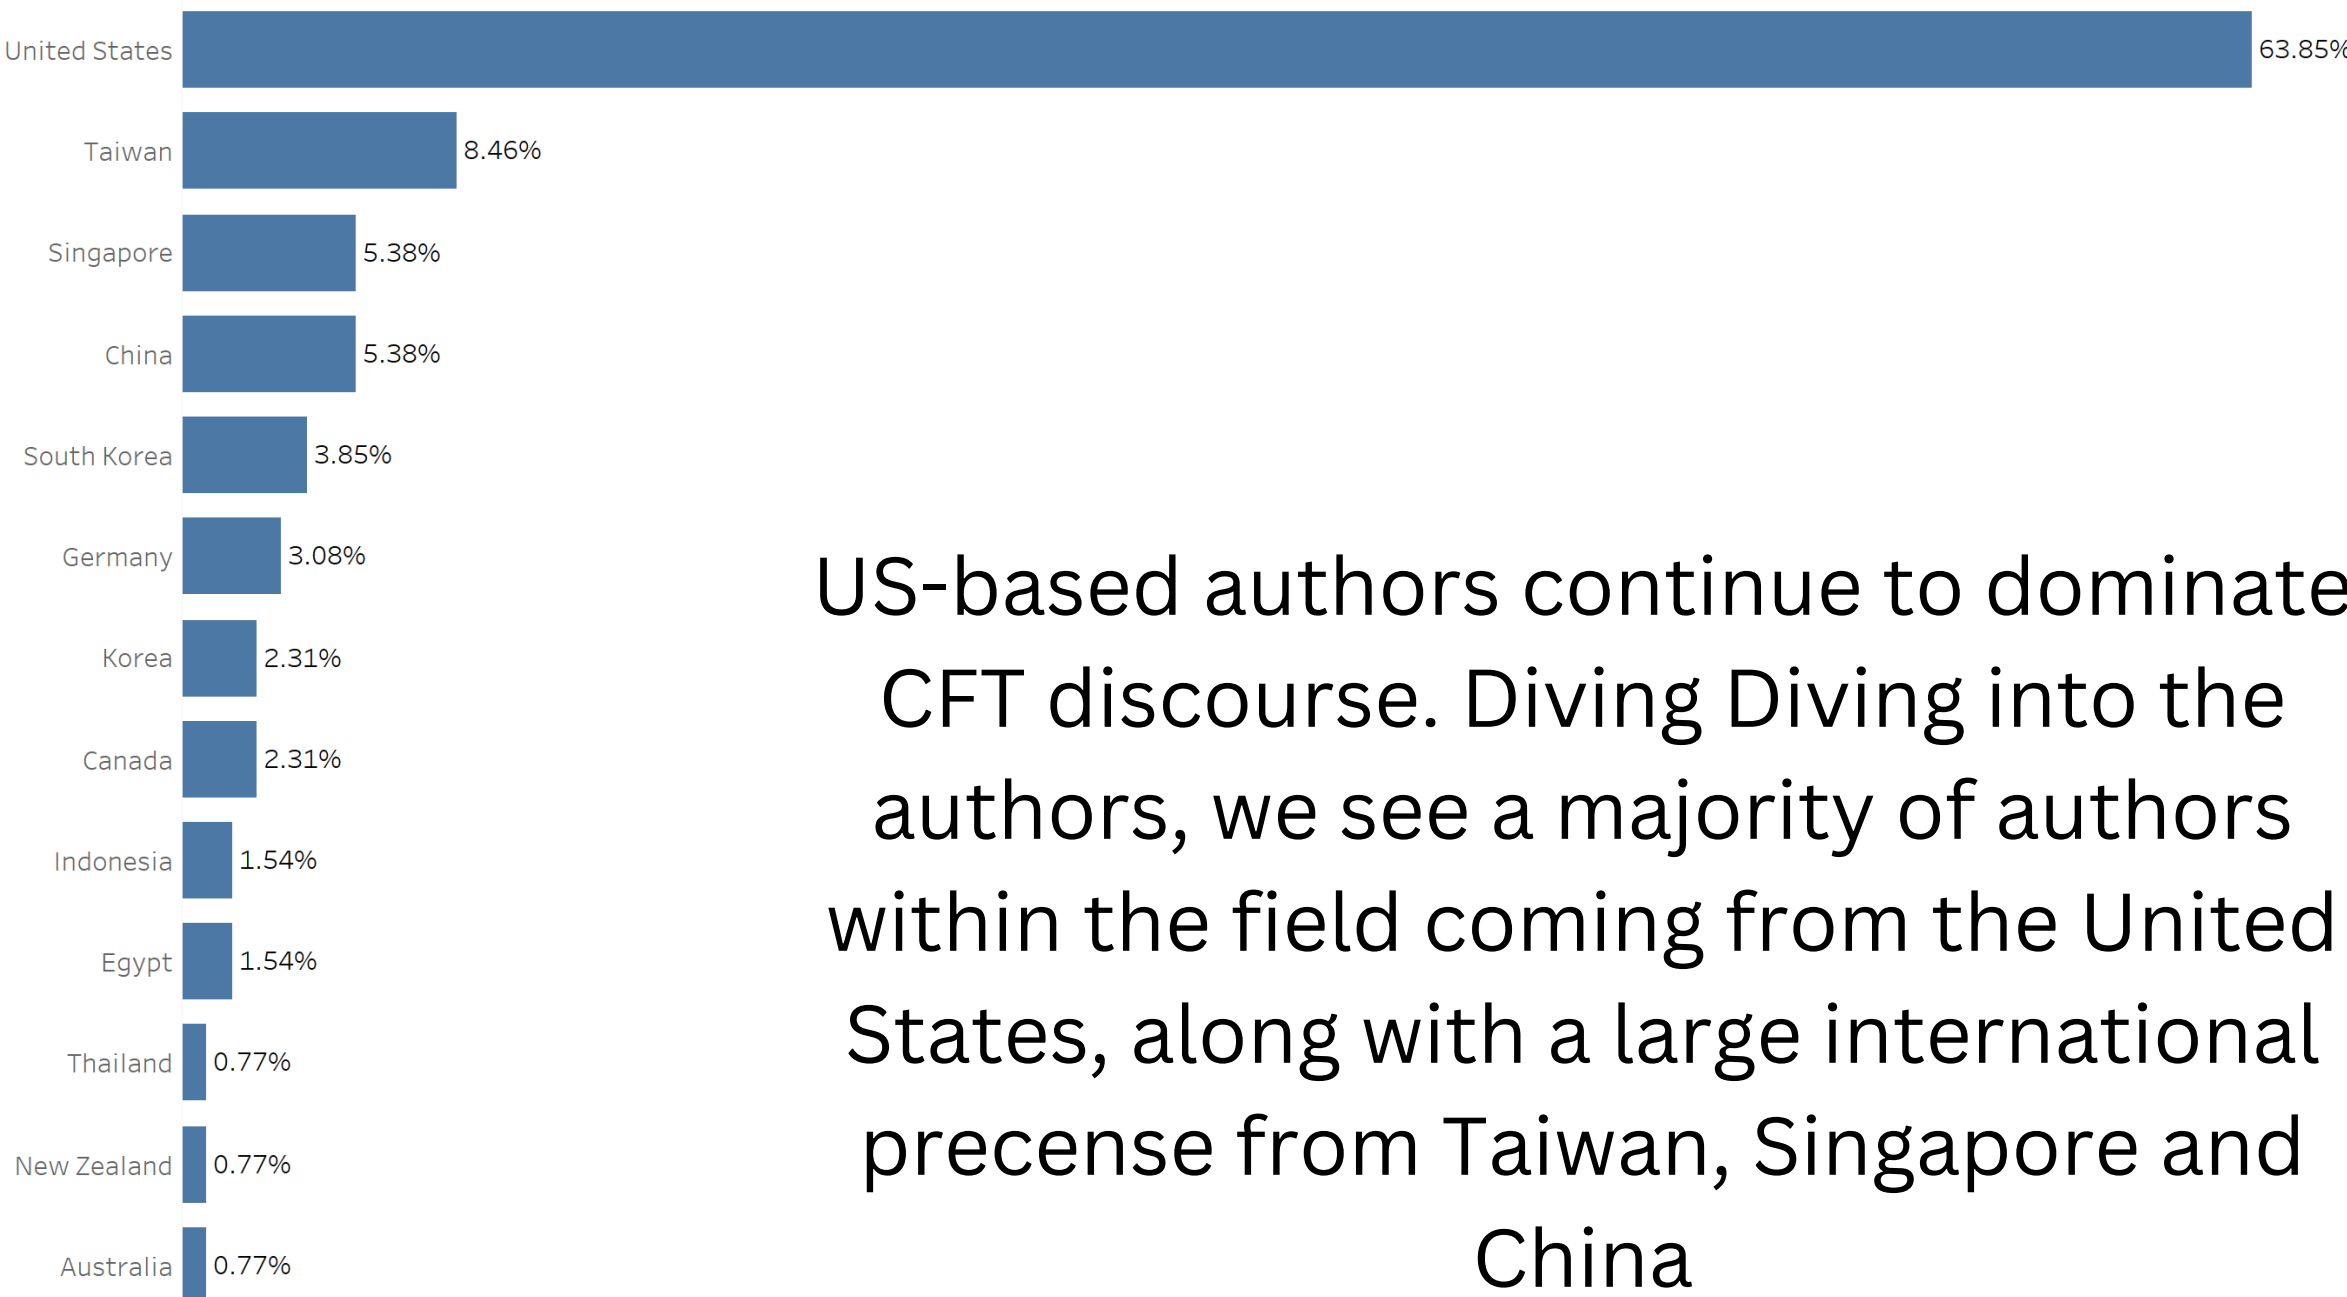 United States 63.85%
Taiwan 8.46%
Singapore 5.38%
China 5.38%
South Korea 3.85%
Germany 3.08%
Korea 2.31%
Canada 2.31%
Indonesia 1.54%
Egypt 1.54%
Thailand 0.77%
New Zealand 0.77%
Australia 0.77%
US-based authors continue to dominate
CFT discourse. Diving Diving into the
authors, we see a majority of authors
within the field coming from the United
States, along with a large international
precense from Taiwan, Singapore and
China